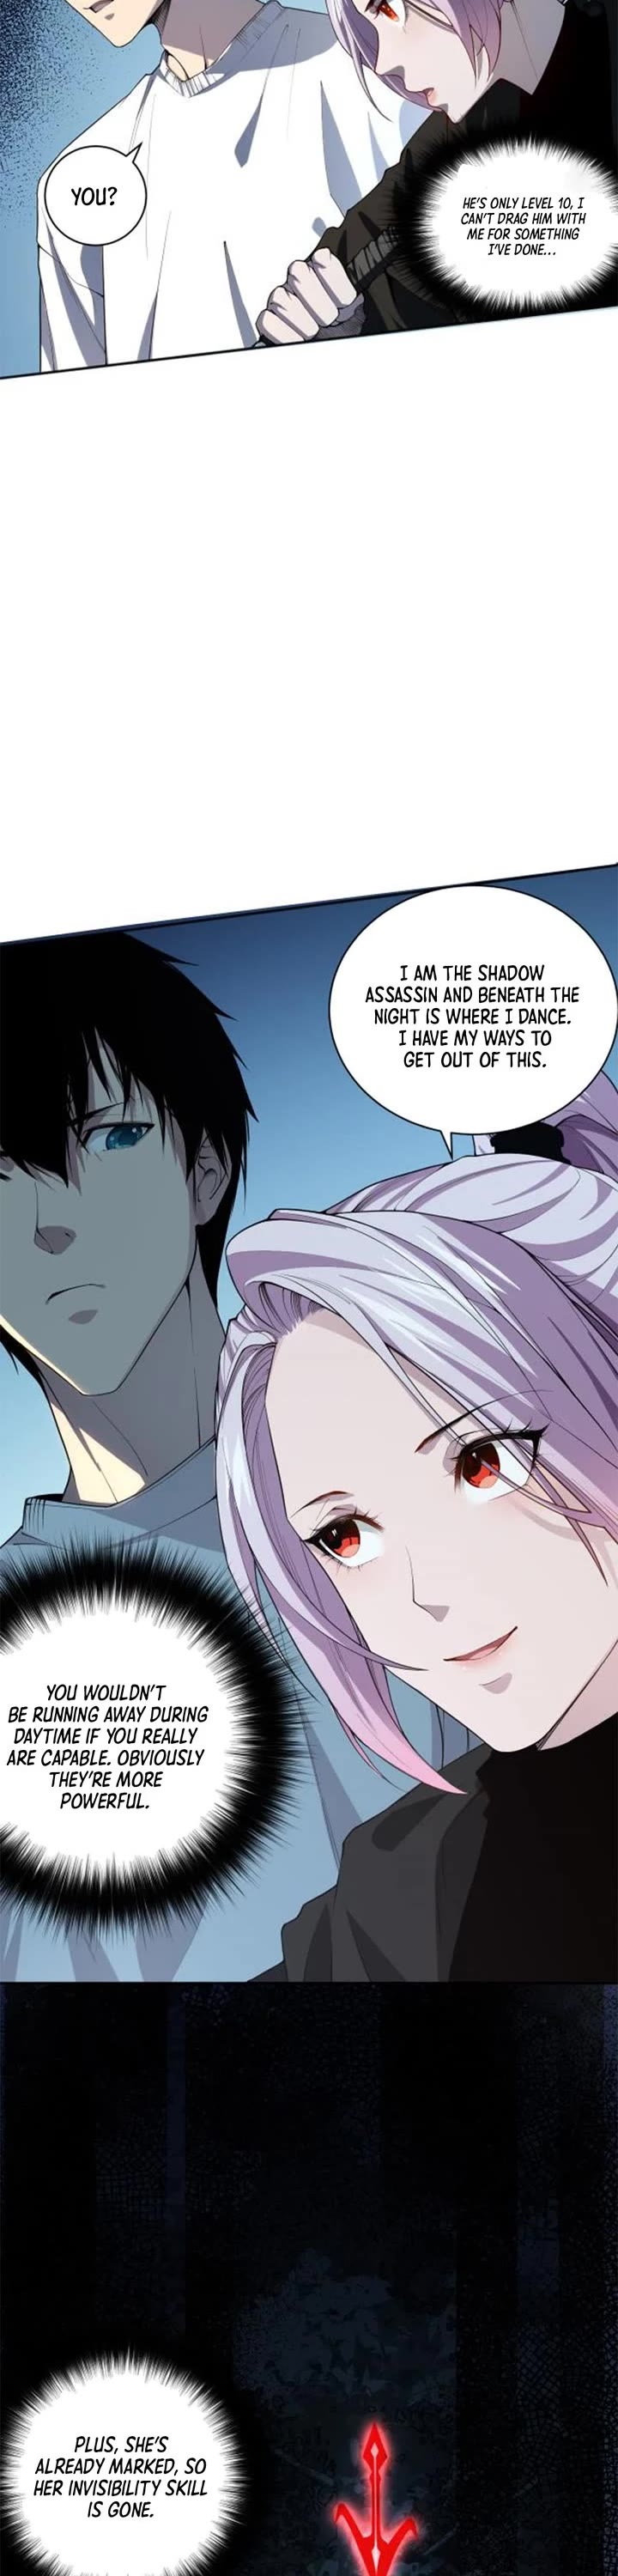 YOU?
HE'S ONLY LEVEL 10, I
CAN'T DRAG HIM WITH
ME FOR SOMETHING
I'VE DONE...
I AM THE SHADOW
ASSASSIN AND BENEATH THE
NIGHT IS WHERE I DANCE.
I HAVE MY WAYS TO
GET OUT OF THIS.
YOU WOULDN'T
BE RUNNING AWAY DURING
DAYTIME IF YOU REALLY
ARE CAPABLE. OBVIOUSLY
THEY'RE MORE
POWERFUL.
PLUS, SHE'S
ALREADY MARKED, SO
HER INVISIBILITY SKILL
IS GONE.